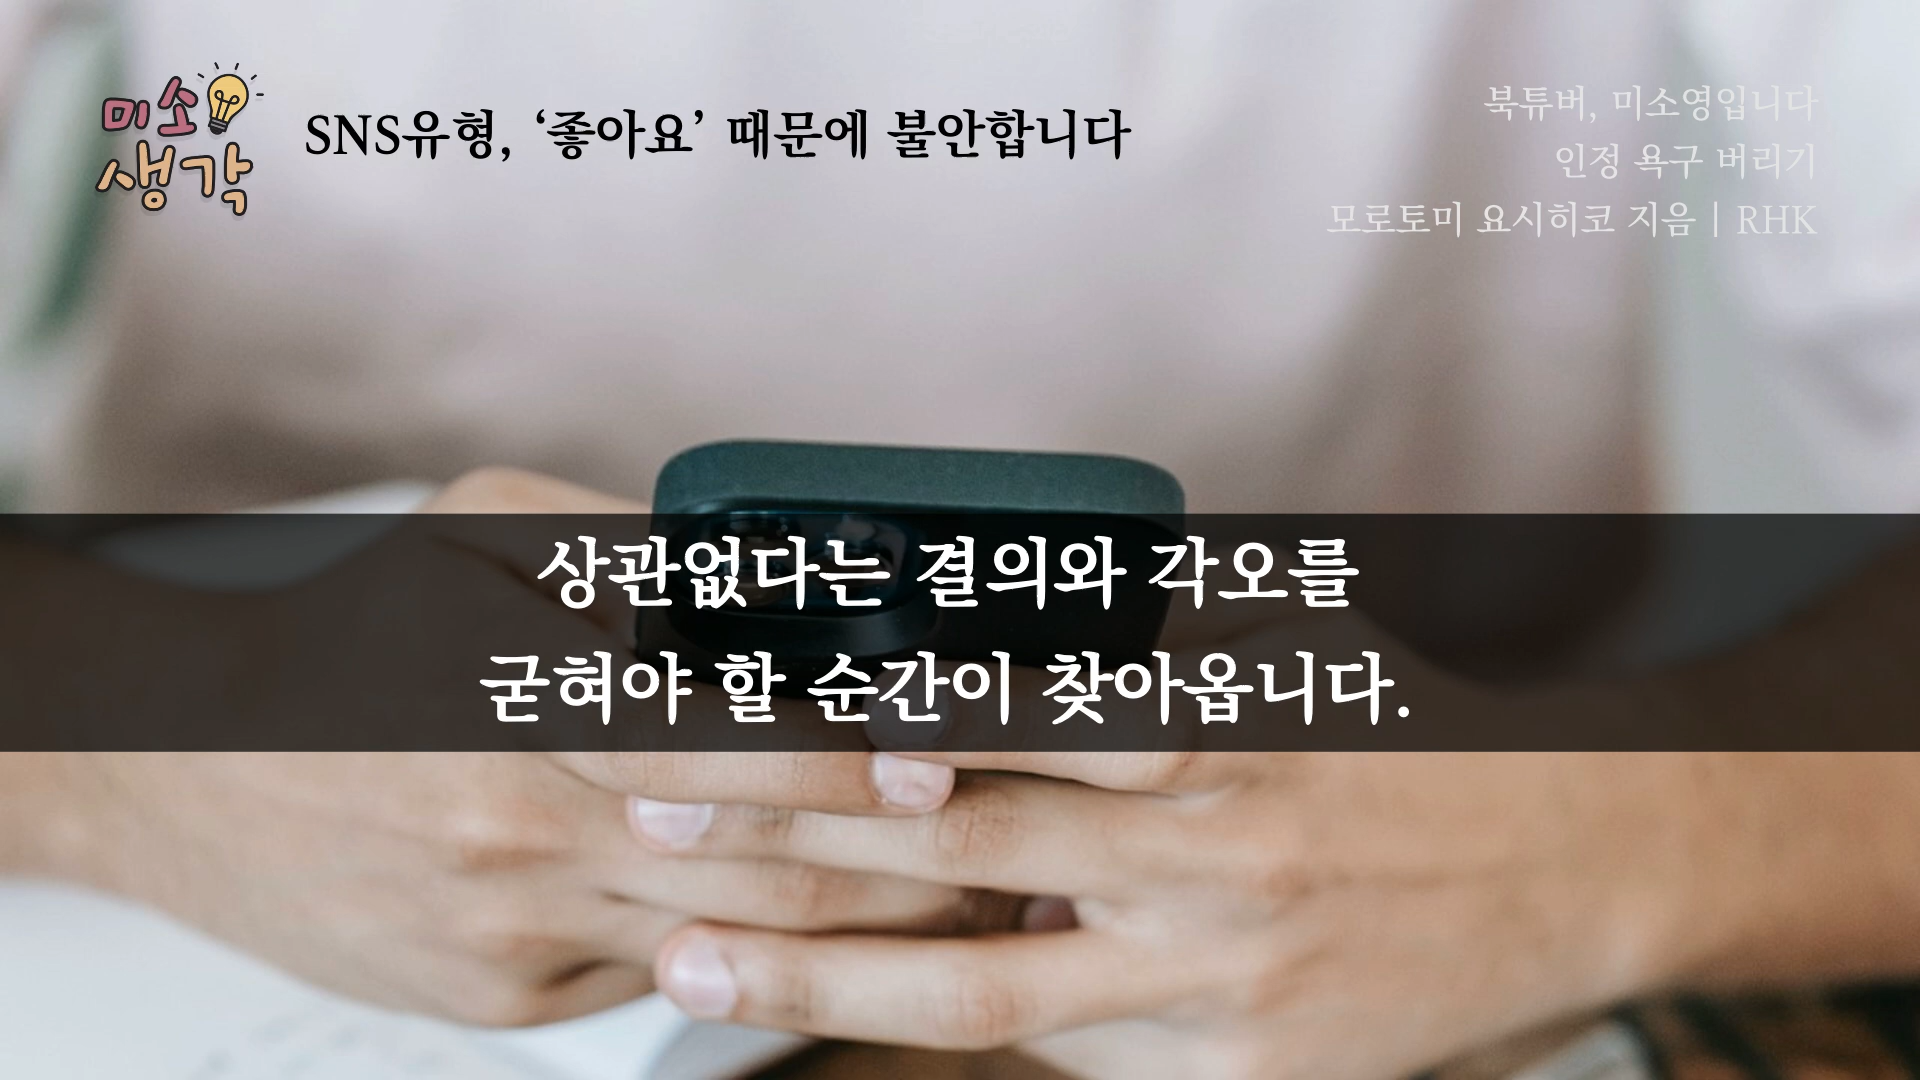 미소
생각
SNS유형, ‘좋아요’ 때문에 불안합니다
북튜버, 미소영입니다
인정 욕구 버리기
모로토미 요시히코 지음 | RHK
상관없다는 결의와 각오를
굳혀야 할 순간이 찾아옵니다.